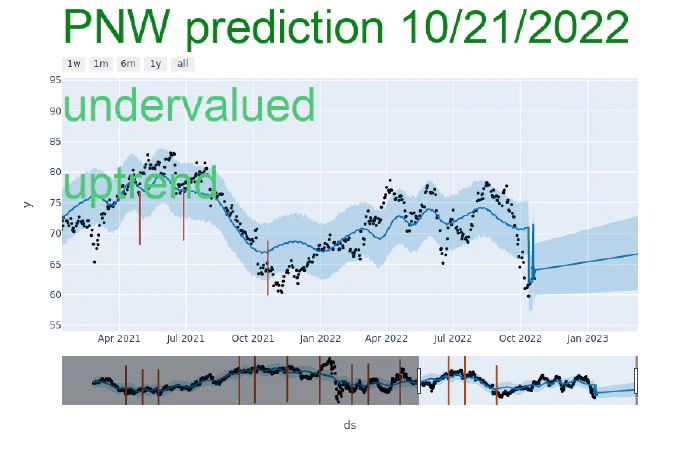 PNW prediction 10/21/2022
1w 1m 6m 1y all
95
90
undervalued
85
80
uptrend
75
y
70
65
60
55
Apr 2021 Jul 2021 Oct 2021 Jan 2022 Apr 2022 Jul 2022 Oct 2022 Jan 2023
ds